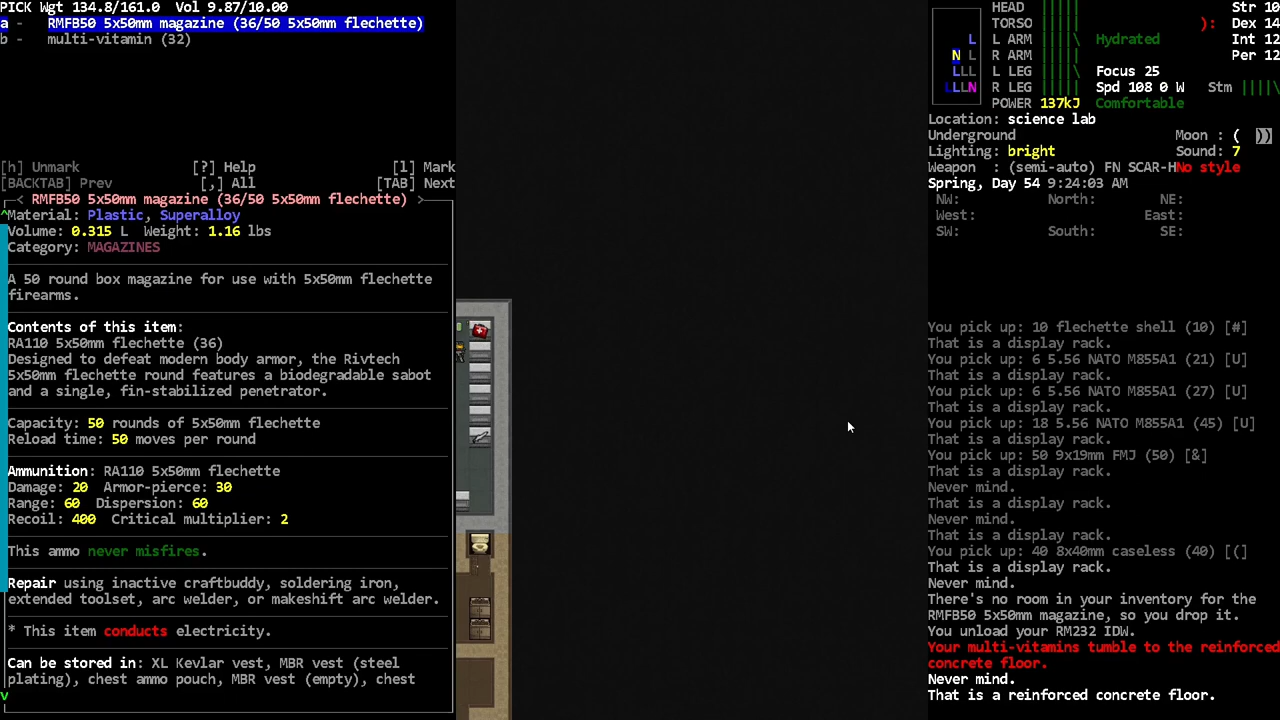 PICK Wgt 134.8/161.0  Vol 9.87/10.00
a -   RMFB50 5x50mm magazine (36/50 5x50mm flechette)
b -   multi-vitamin (32)
[h] Unmark   [?] Help   [l] Mark
[BACKTAB] Prev   [,] All   [TAB] Next
< RMFB50 5x50mm magazine (36/50 5x50mm flechette) >
Material: Plastic, Superalloy
Volume: 0.315 L  Weight: 1.16 lbs
Category: MAGAZINES
A 50 round box magazine for use with 5x50mm flechette
firearms.
Contents of this item:
RA110 5x50mm flechette (36)
Designed to defeat modern body armor, the Rivtech
5x50mm flechette round features a biodegradable sabot
and a single, fin-stabilized penetrator.
Capacity: 50 rounds of 5x50mm flechette
Reload time: 50 moves per round
Ammunition: RA110 5x50mm flechette
Damage: 20  Armor-pierce: 30
Range: 60  Dispersion: 60
Recoil: 400  Critical multiplier: 2
This ammo never misfires.
Repair using inactive craftbuddy, soldering iron,
extended toolset, arc welder, or makeshift arc welder.
* This item conducts electricity.
Can be stored in: XL Kevlar vest, MBR vest (steel
plating), chest ammo pouch, MBR vest (empty), chest
L
N L
LLL
LLLN
HEAD  |||||   Str 10
TORSO |||||   ):  Dex 14
L ARM ||||\  Hydrated   Int 12
R ARM |||||   Per 12
L LEG ||||\  Focus 25
R LEG |||||  Spd 108 0 W   Stm ||||\
POWER 137kJ  Comfortable
Location: science lab
Underground   Moon : (  ))
Lighting: bright   Sound: 7
Weapon  : (semi-auto) FN SCAR-HNo style
Spring, Day 54 9:24:03 AM
NW:   North:   NE:
West:   East:
SW:   South:   SE:
You pick up: 10 flechette shell (10) [#]
That is a display rack.
You pick up: 6 5.56 NATO M855A1 (21) [U]
That is a display rack.
You pick up: 6 5.56 NATO M855A1 (27) [U]
That is a display rack.
You pick up: 18 5.56 NATO M855A1 (45) [U]
That is a display rack.
You pick up: 50 9x19mm FMJ (50) [&]
That is a display rack.
Never mind.
That is a display rack.
Never mind.
That is a display rack.
You pick up: 40 8x40mm caseless (40) [(]
That is a display rack.
Never mind.
There's no room in your inventory for the
RMFB50 5x50mm magazine, so you drop it.
You unload your RM232 IDW.
Your multi-vitamins tumble to the reinforced
concrete floor.
Never mind.
That is a reinforced concrete floor.